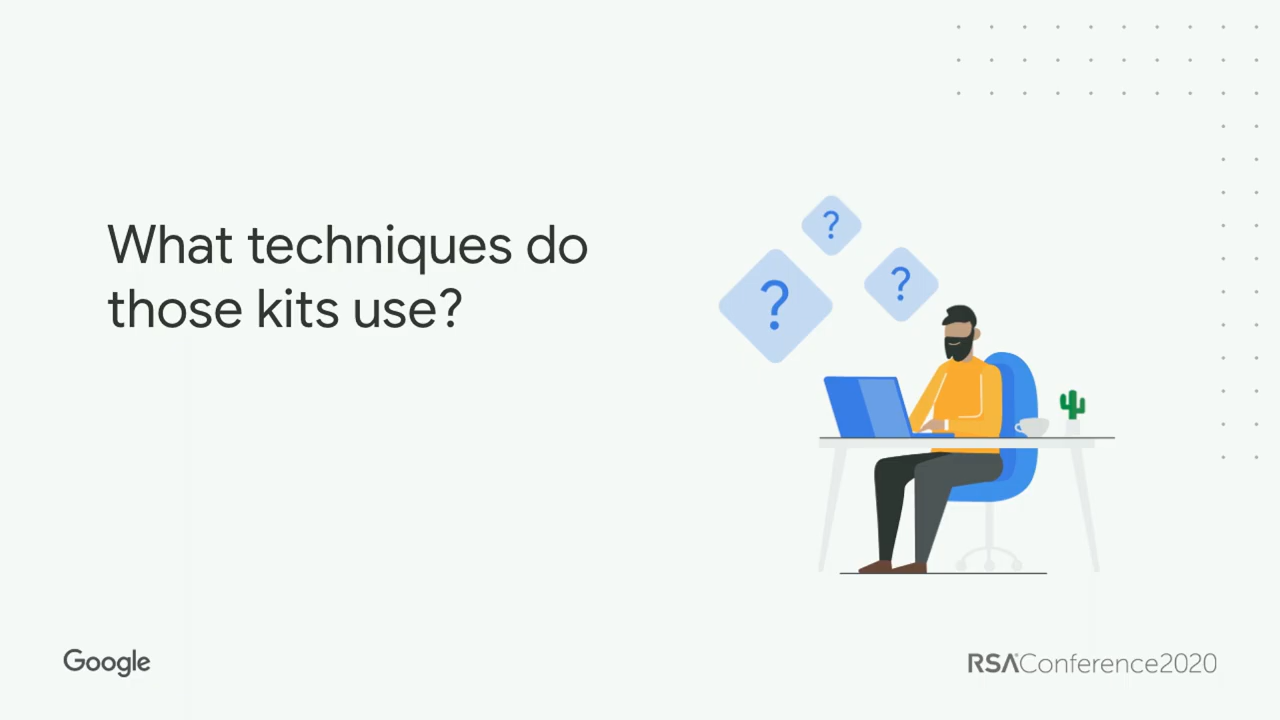 What techniques do
those kits use?
?
?
?
Google
RSAConference2020